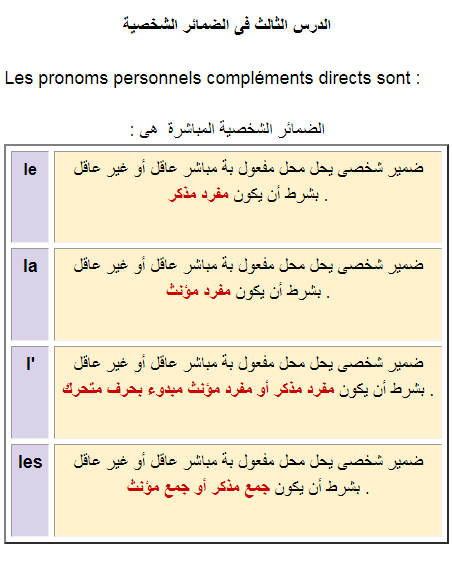 الدرس الثالث فى الضمائر الشخصية
Les pronoms personnels compléments directs sont :
الضمائر الشخصية المباشرة هى :
le
ضمير شخصى يحل محل مفعول بة مباشر عاقل أو غير عاقل
بشرط أن يكون مفرد مذكر .
la
ضمير شخصى يحل محل مفعول بة مباشر عاقل أو غير عاقل
بشرط أن يكون مفرد مؤنث .
l'
ضمير شخصى يحل محل مفعول بة مباشر عاقل أو غير عاقل
بشرط أن يكون مفرد مذكر أو مفرد مؤنث مبدوء بحرف متحرك .
les
ضمير شخصى يحل محل مفعول بة مباشر عاقل أو غير عاقل
بشرط أن يكون جمع مذكر أو جمع مؤنث .